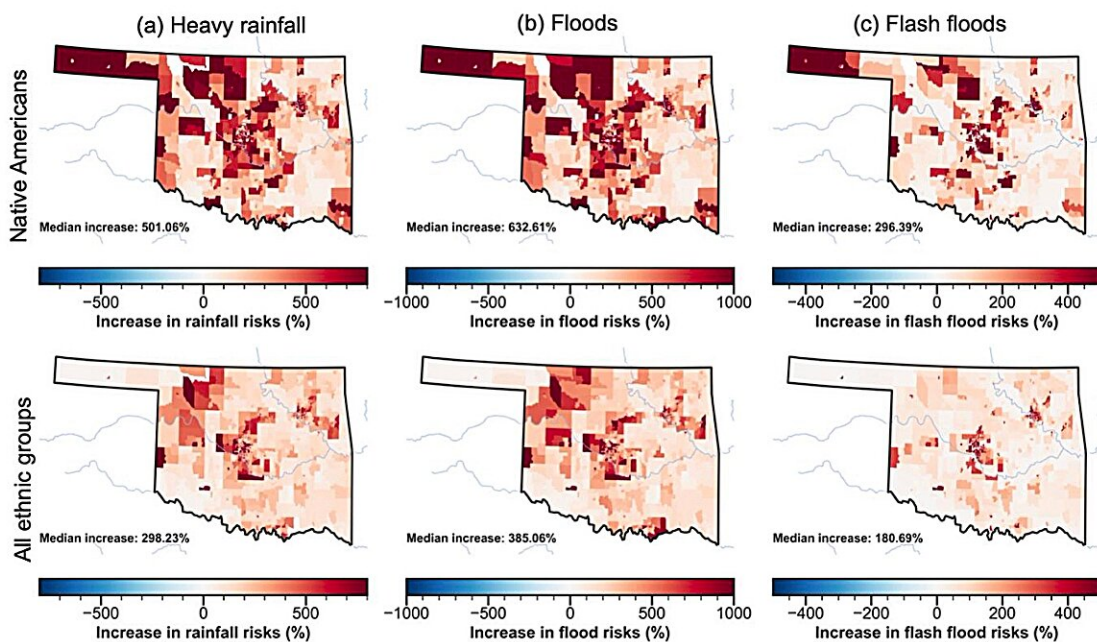 (a) Heavy rainfall
(b) Floods
(c) Flash floods
Native Americans
Median increase: 501.06%
Median increase: 632.61%
Median increase: 296.39%
−500 0 500
Increase in rainfall risks (%)
−1000 −500 0 500 1000
Increase in flood risks (%)
−400 −200 0 200 400
Increase in flash flood risks (%)
All ethnic groups
Median increase: 298.23%
Median increase: 385.06%
Median increase: 180.69%
−500 0 500
Increase in rainfall risks (%)
−1000 −500 0 500 1000
Increase in flood risks (%)
−400 −200 0 200 400
Increase in flash flood risks (%)